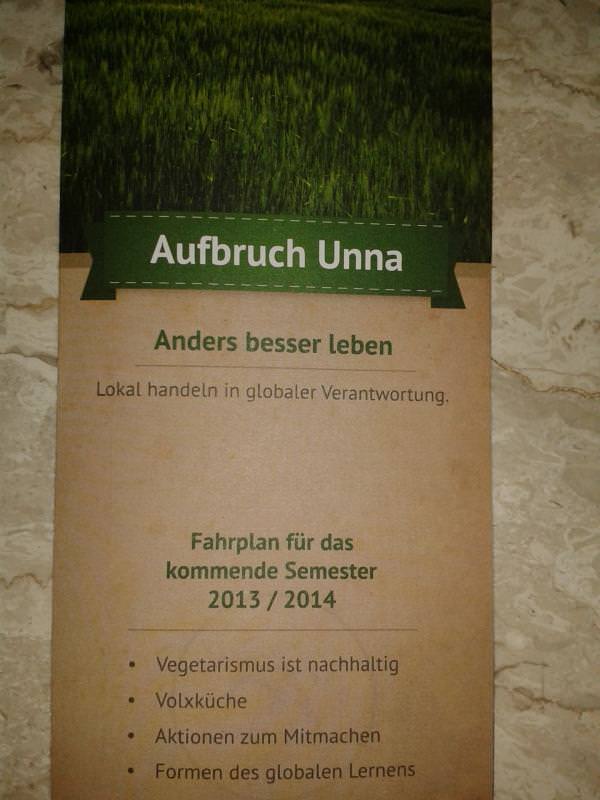 Aufbruch Unna
Anders besser leben
Lokal handeln in globaler Verantwortung.
Fahrplan für das
kommende Semester
2013 / 2014
• Vegetarismus ist nachhaltig
• Volxküche
• Aktionen zum Mitmachen
• Formen des globalen Lernens